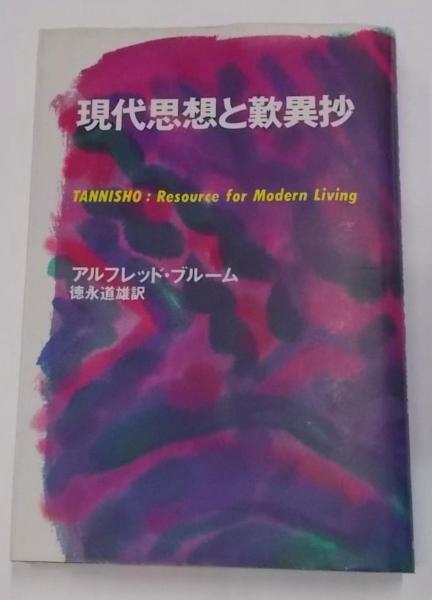 現代思想と歎異抄
TANNISHO : Resource for Modern Living
アルフレッド・ブルーム
徳永道雄訳